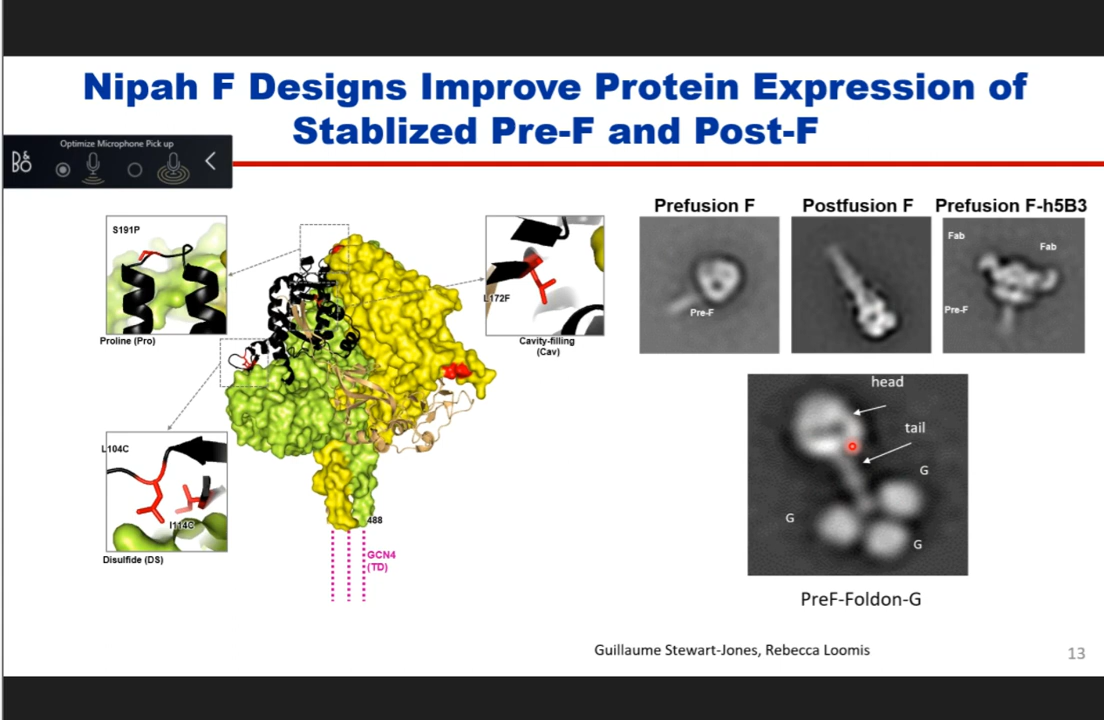 Nipah F Designs Improve Protein Expression of
Stablized Pre-F and Post-F
B&O
Optimize Microphone Pick up
S191P
Proline (Pro)
L172F
Cavity-filling
(Cav)
L104C
I114C
Disulfide (DS)
488
GCN4
(TD)
Prefusion F
Pre-F
Postfusion F
Prefusion F-h5B3
Fab
Fab
Pre-F
head
tail
G
G
G
PreF-Foldon-G
Guillaume Stewart-Jones, Rebecca Loomis
13